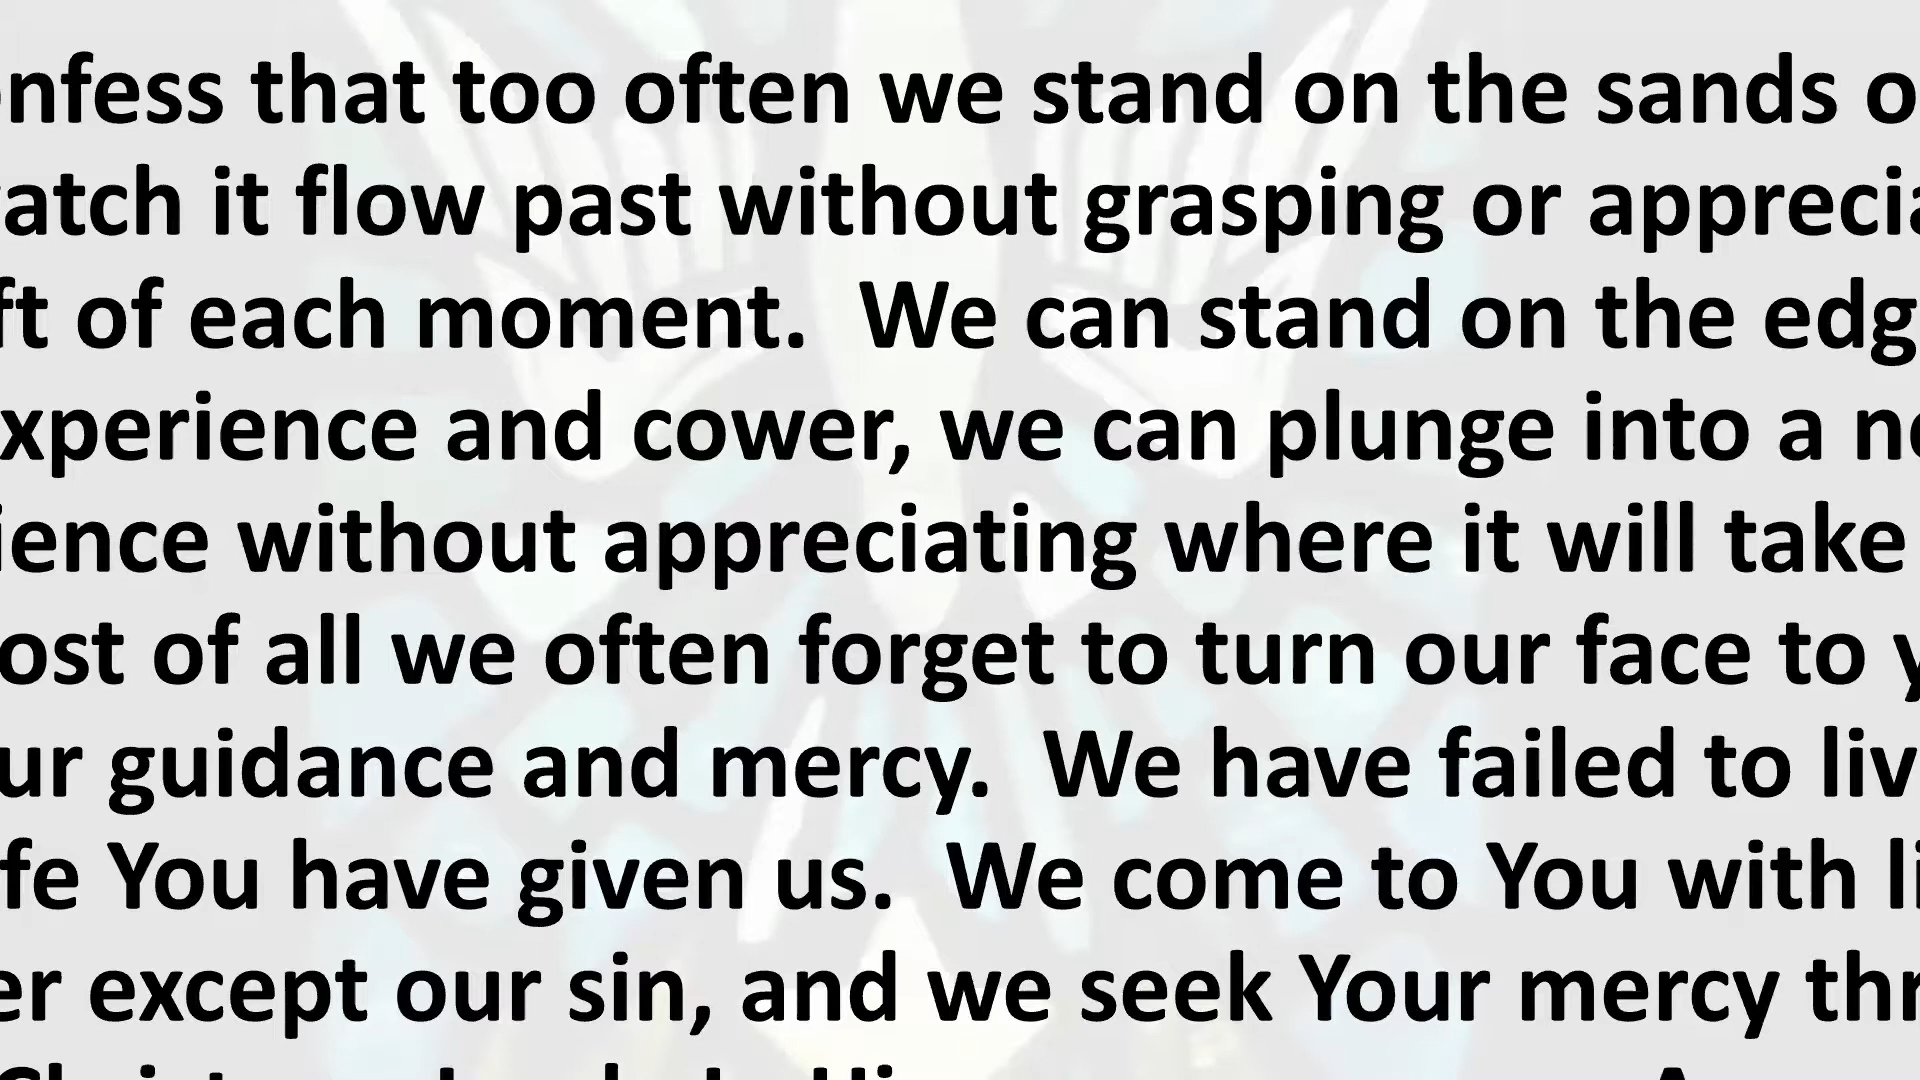 onfess that too often we stand on the sands o
atch it flow past without grasping or apprecia
ft of each moment. We can stand on the edg
xperience and cower, we can plunge into a ne
ience without appreciating where it will take
ost of all we often forget to turn our face to y
ur guidance and mercy. We have failed to liv
fe You have given us. We come to You with li
er except our sin, and we seek Your mercy thr